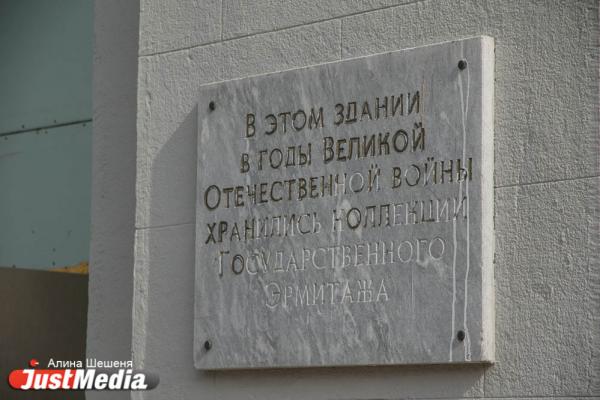 В ЭТОМ ЗДАНИИ
В ГОДЫ ВЕЛИКОЙ
ОТЕЧЕСТВЕННОЙ ВОЙНЫ
ХРАНИЛИСЬ КОЛЛЕКЦИИ
ГОСУДАРСТВЕННОГО
ЭРМИТАЖА
Алина Шешеня
JustMedia